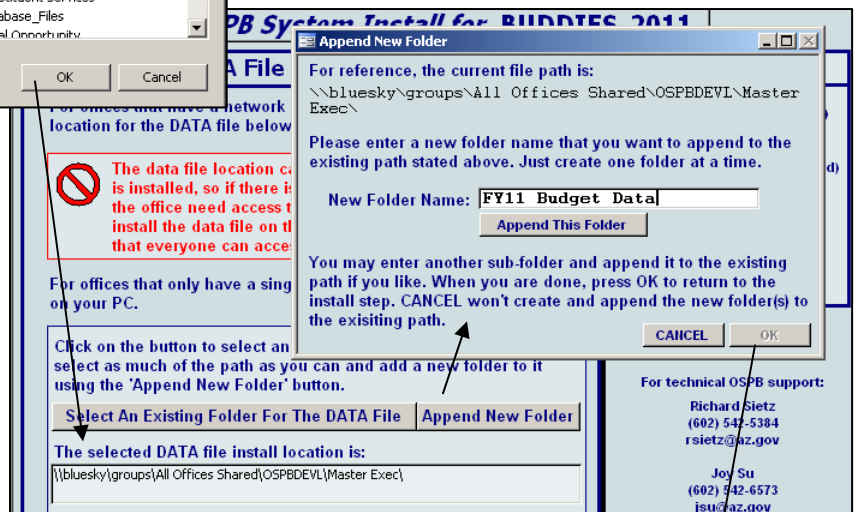 abase_Files
al Opportunity
OK
Cancel
PB System Install for BUDDIES 2011
A File
For offices that have a network
location for the DATA file below
The data file location ca
is installed, so if there is
the office need access t
install the data file on th
that everyone can acce
For offices that only have a sing
on your PC.
Click on the button to select an
select as much of the path as you can and add a new folder to it
using the 'Append New Folder' button.
Select An Existing Folder For The DATA File
Append New Folder
The selected DATA file install location is:
\\bluesky\groups\All Offices Shared\OSPBDEVL\Master Exec\
Append New Folder
For reference, the current file path is:
\\bluesky\groups\All Offices Shared\OSPBDEVL\Master
Exec\
Please enter a new folder name that you want to append to the
existing path stated above. Just create one folder at a time.
New Folder Name: FY11 Budget Data
Append This Folder
You may enter another sub-folder and append it to the existing
path if you like. When you are done, press OK to return to the
install step. CANCEL won't create and append the new folder(s) to
the exisiting path.
CANCEL
OK
d)
For technical OSPB support:
Richard Sietz
(602) 542-5384
rsietz@az.gov
Joy Su
(602) 542-6573
jsu@az.gov